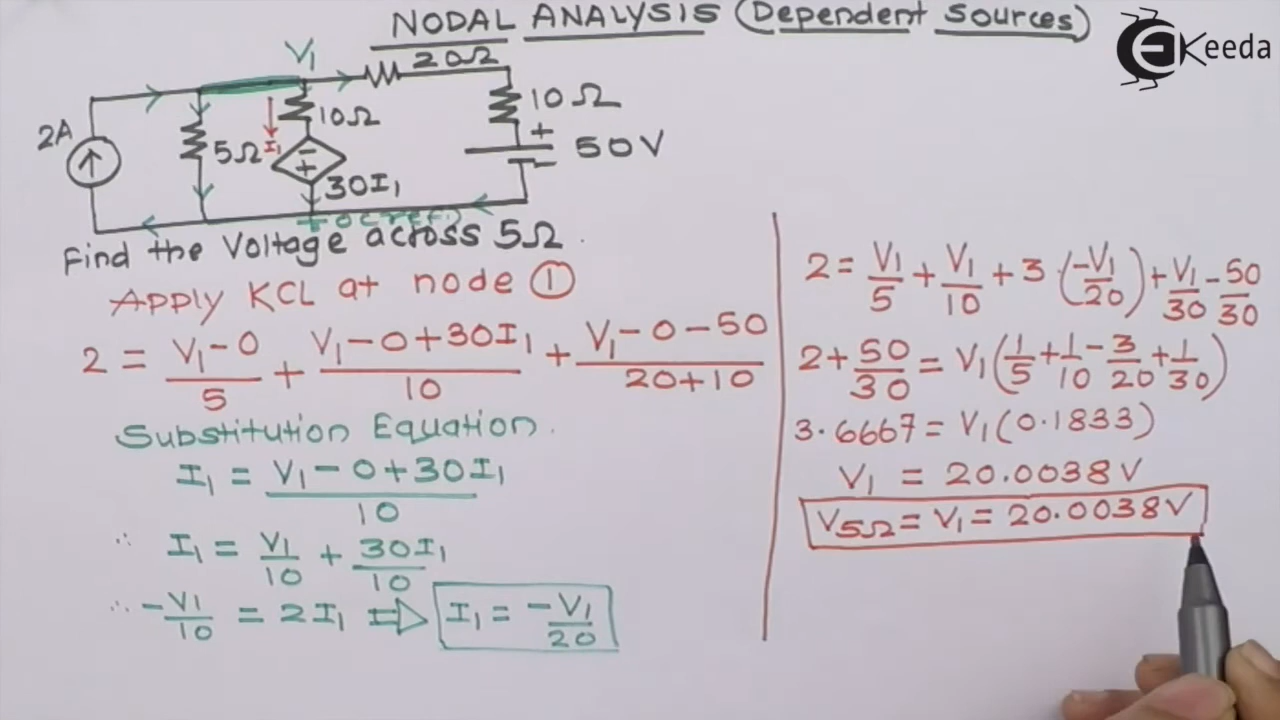 NODAL ANALYSIS (Dependent Sources)
EKeeda
V₁
20Ω
2A
5Ω
I₁
10Ω
10Ω
- +
30I₁
+
-
50V
Find the Voltage across 5Ω.
Apply KCL at node ①
2 = (V₁-0)/5 + (V₁-0+30I₁)/10 + (V₁-0-50)/(20+10)
Substitution Equation.
I₁ = (V₁-0+30I₁)/10
∴ I₁ = V₁/10 + 30I₁/10
∴ -V₁/10 = 2I₁ ⇒ I₁ = -V₁/20
2 = V₁/5 + V₁/10 + 3·(-V₁/20) + V₁/30 - 50/30
2 + 50/30 = V₁(1/5 + 1/10 - 3/20 + 1/30)
3.6667 = V₁(0.1833)
V₁ = 20.0038V
V5Ω = V₁ = 20.0038V